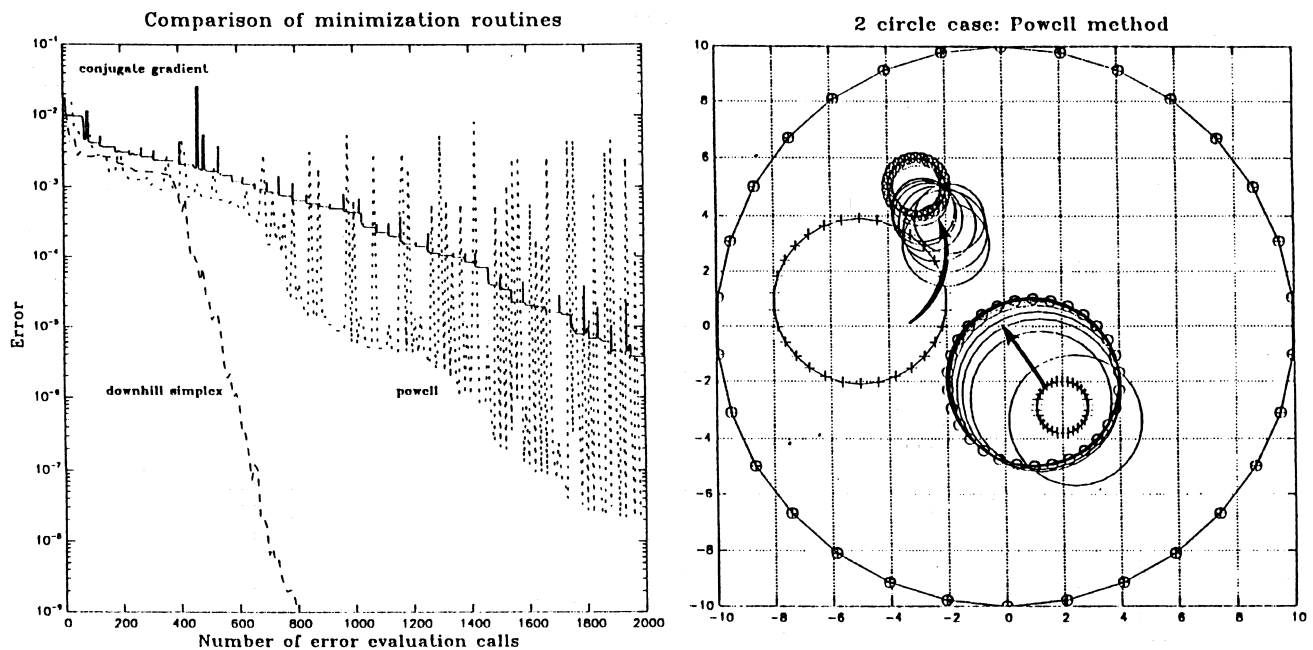 Comparison of minimization routines
10⁻¹
conjugate gradient
10⁻²
10⁻³
10⁻⁴
Error
10⁻⁵
10⁻⁶
downhill simplex
powell
10⁻⁷
10⁻⁸
10⁻⁹
0 200 400 600 800 1000 1200 1400 1600 1800 2000
Number of error evaluation calls
2 circle case: Powell method
10
8
6
4
2
0
-2
-4
-6
-8
-10
-10 -8 -6 -4 -2 0 2 4 6 8 10